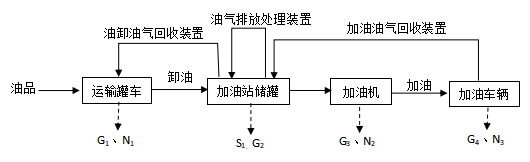 油气排放处理装置
油卸油气回收装置
加油油气回收装置
油品
运输罐车
卸油
加油站储罐
加油机
加油
加油车辆
G₁、N₁
S₁、G₂
G₃、N₂
G₄、N₃